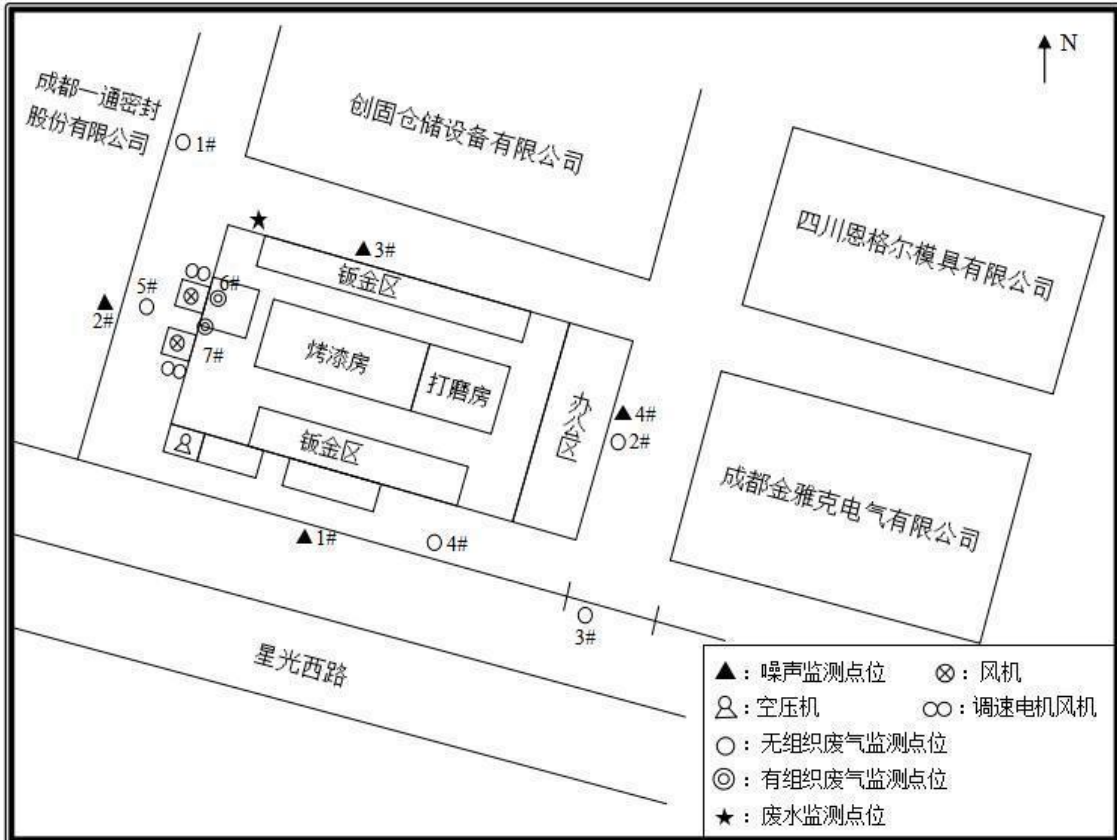 N
成都一通密封
股份有限公司
创固仓储设备有限公司
四川恩格尔模具有限公司
成都金雅克电气有限公司
1#
3#
钣金区
5#
6#
2#
7#
烤漆房
打磨房
办公区
4#
2#
钣金区
1#
4#
3#
星光西路
▲：噪声监测点位
：风机
：空压机
：调速电机风机
○：无组织废气监测点位
◎：有组织废气监测点位
★：废水监测点位